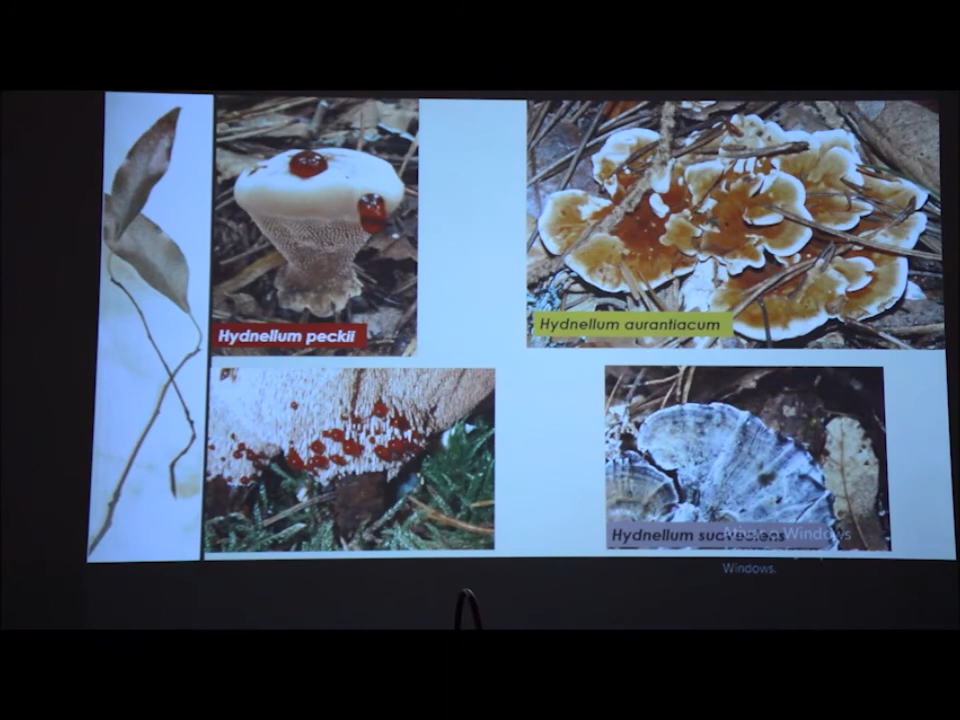 Hydnellum peckii
Hydnellum aurantiacum
Hydnellum suaveolens
Windows
Windows.